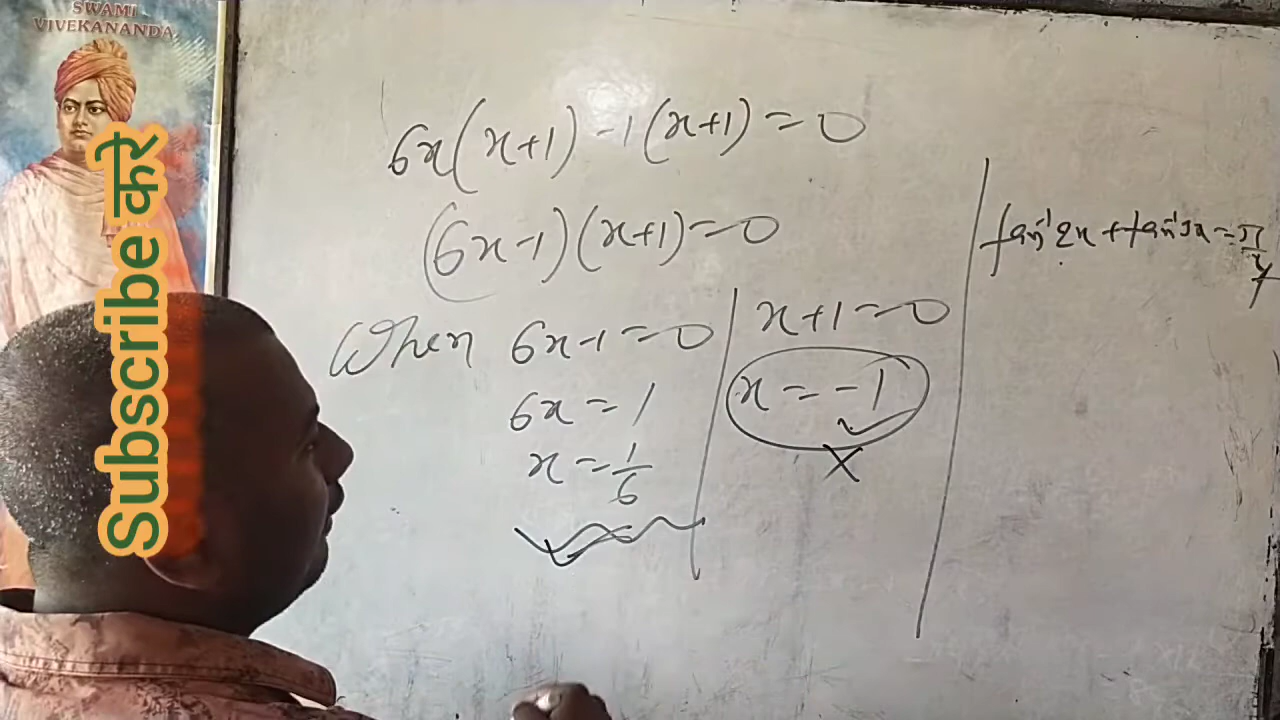 SWAMI
VIVEKANANDA
Subscribe करे
6x(x+1) -1(x+1) = 0
(6x-1)(x+1) = 0
When 6x-1=0
6x = 1
x = 1/6
x+1=0
x = -1
X
tan⁻¹2x + tan⁻¹3x = π/4